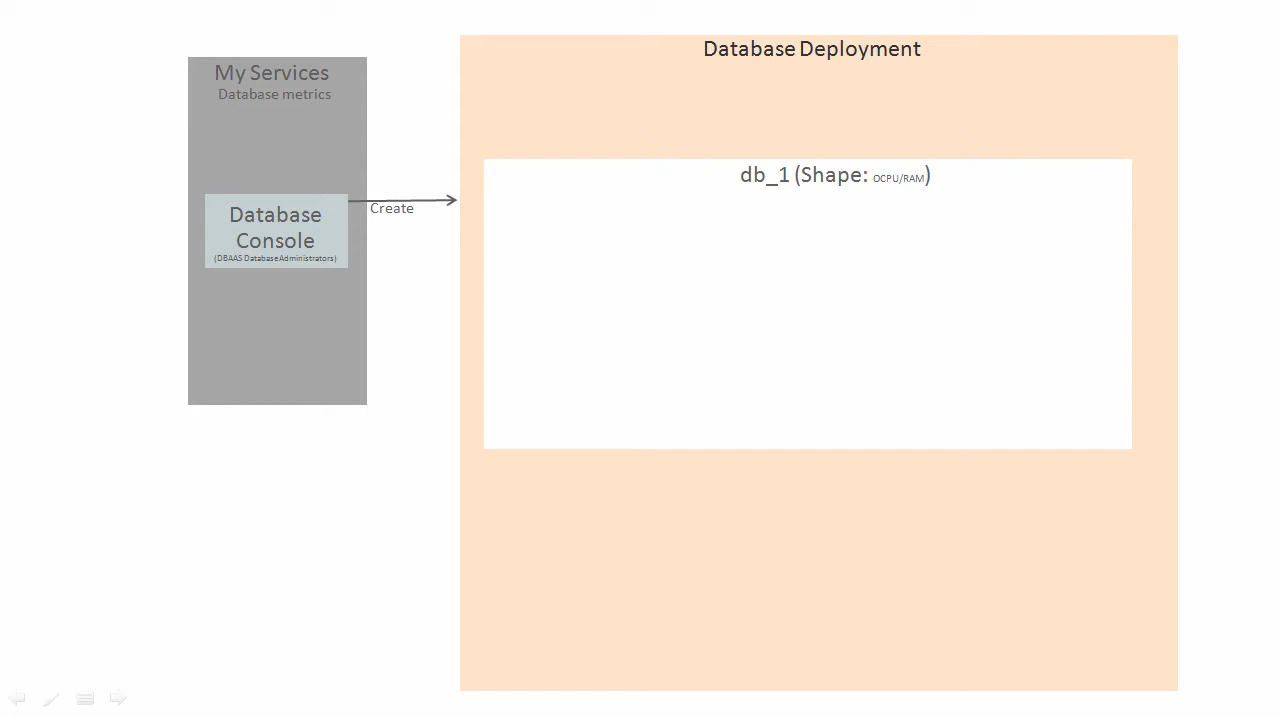 My Services
Database metrics
Database
Console
(DBAAS Database Administrators)
Create
Database Deployment
db_1 (Shape: OCPU/RAM)